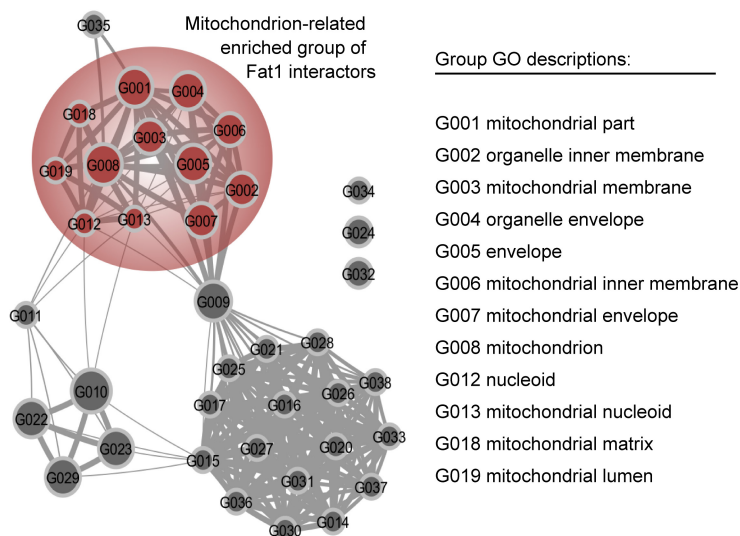 G035
Mitochondrion-related
enriched group of
Fat1 interactors
Group GO descriptions:
G001
G004
G018
G003
G006
G008
G005
G019
G002
G012
G013
G007
G034
G024
G032
G009
G011
G021
G028
G025
G038
G010
G026
G017
G016
G022
G033
G023
G027
G020
G015
G029
G031
G037
G036
G014
G030
G001 mitochondrial part
G002 organelle inner membrane
G003 mitochondrial membrane
G004 organelle envelope
G005 envelope
G006 mitochondrial inner membrane
G007 mitochondrial envelope
G008 mitochondrion
G012 nucleoid
G013 mitochondrial nucleoid
G018 mitochondrial matrix
G019 mitochondrial lumen